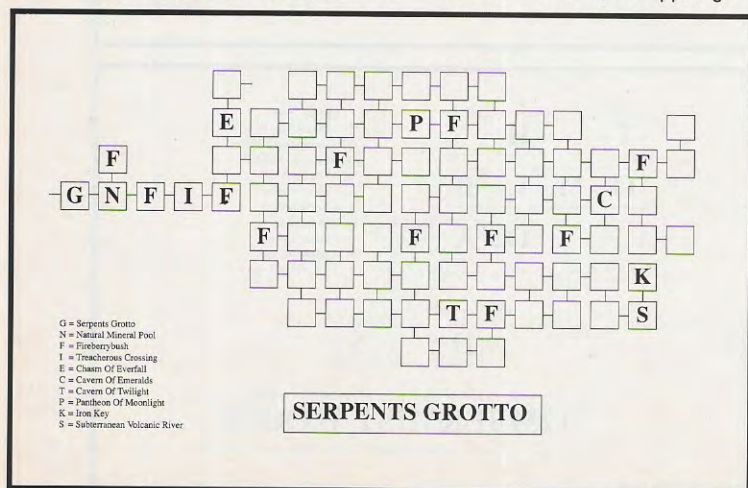 E P F
F F F
G N F I F C
F F F F
K
T F S
G = Serpents Grotto
N = Natural Mineral Pool
F = Fireberrybush
I = Treacherous Crossing
E = Chasm Of Everfall
C = Cavern Of Emeralds
T = Cavern Of Twilight
P = Pantheon Of Moonlight
K = Iron Key
S = Subterranean Volcanic River
SERPENTS GROTTO